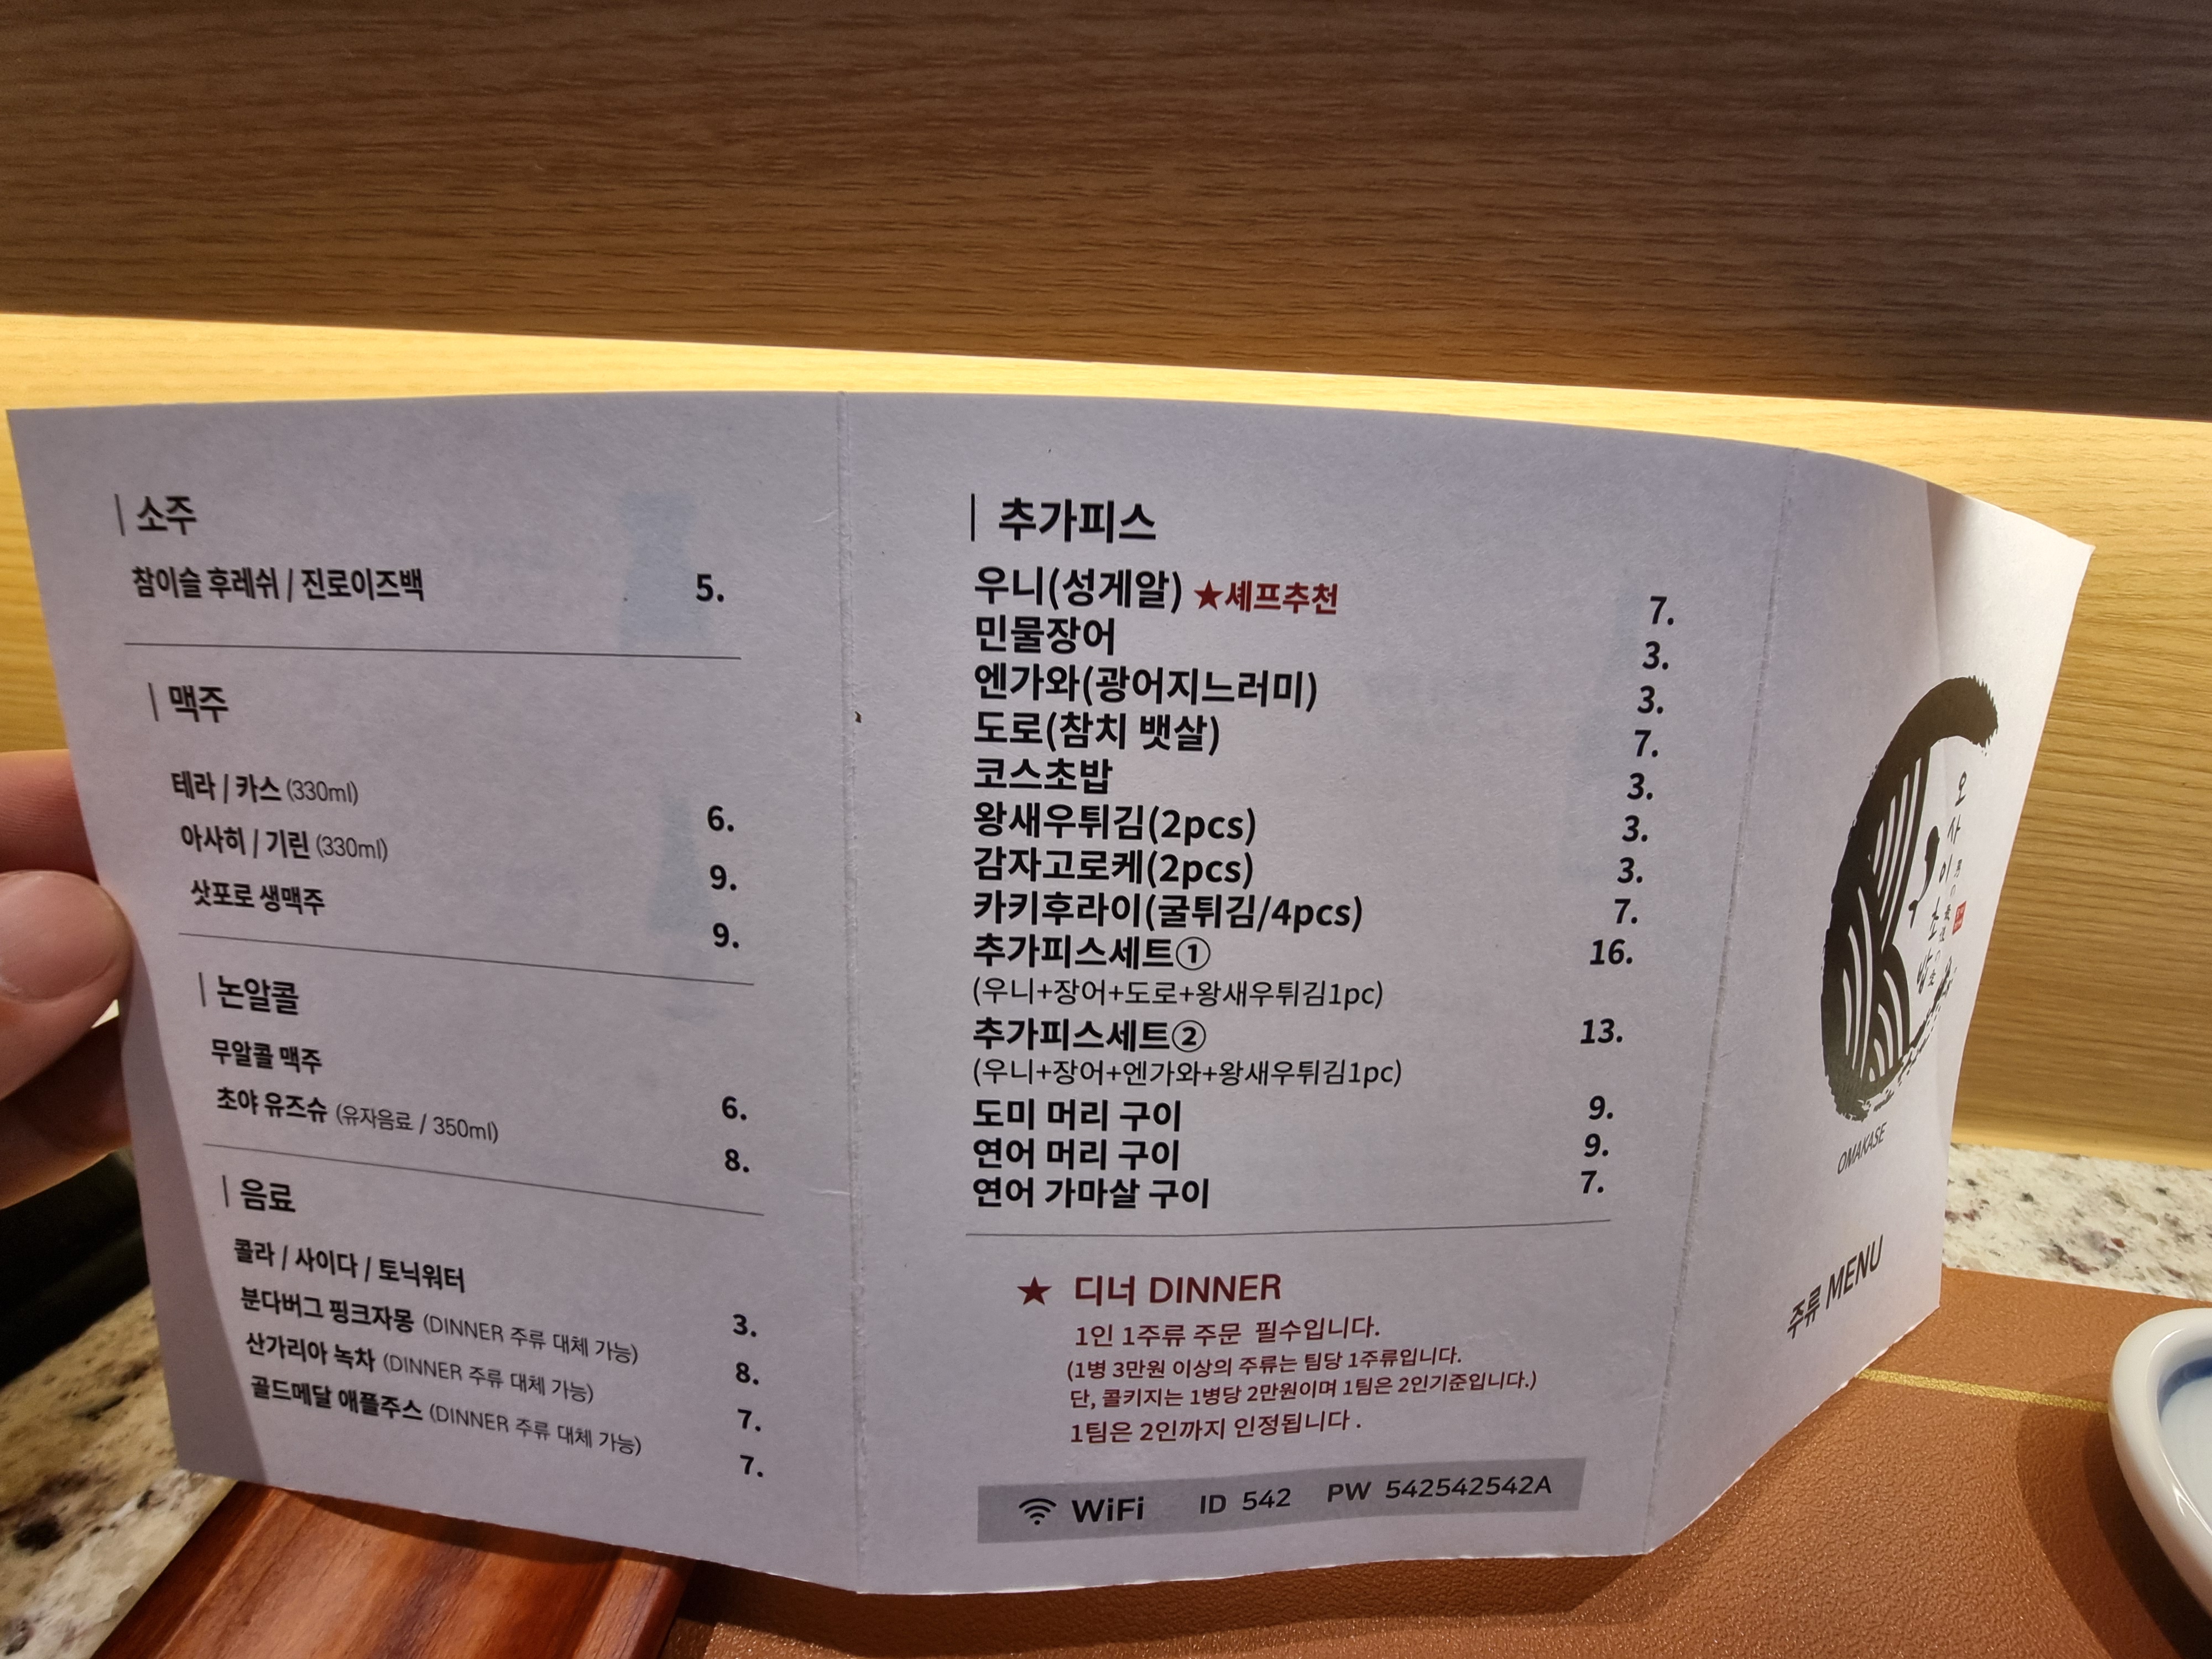 소주
참이슬 후레쉬 / 진로이즈백 5.
맥주
테라 / 카스 (330ml) 6.
아사히 / 기린 (330ml) 9.
삿포로 생맥주 9.
논알콜
무알콜 맥주 6.
초야 유즈슈 (유자음료 / 350ml) 8.
음료
콜라 / 사이다 / 토닉워터 3.
분다버그 핑크자몽 (DINNER 주류 대체 가능) 8.
산가리아 녹차 (DINNER 주류 대체 가능) 7.
골드메달 애플주스 (DINNER 주류 대체 가능) 7.
추가피스
우니(성게알) ★셰프추천 7.
민물장어 3.
엔가와(광어지느러미) 3.
도로(참치 뱃살) 7.
코스초밥 3.
왕새우튀김(2pcs) 3.
감자고로케(2pcs) 3.
카키후라이(굴튀김/4pcs) 7.
추가피스세트① 16.
(우니+장어+도로+왕새우튀김1pc)
추가피스세트② 13.
(우니+장어+엔가와+왕새우튀김1pc)
도미 머리 구이 9.
연어 머리 구이 9.
연어 가마살 구이 7.
★ 디너 DINNER
1인 1주류 주문 필수입니다.
(1병 3만원 이상의 주류는 팀당 1주류입니다.
단, 콜키지는 1병당 2만원이며 1팀은 2인기준입니다.)
1팀은 2인까지 인정됩니다.
WiFi ID 542 PW 542542542A
오사이초밥
OMAKASE
주류 MENU